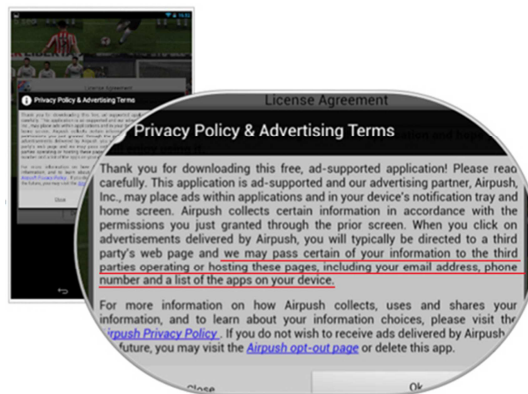 License Agreement
Privacy Policy & Advertising Terms
Thank you for downloading this free, ad-supported application! Please read
carefully. This application is ad-supported and our advertising partner, Airpush,
Inc., may place ads within applications and in your device's notification tray and
home screen. Airpush collects certain information in accordance with the
permissions you just granted through the prior screen. When you click on
advertisements delivered by Airpush, you will typically be directed to a third
party's web page and we may pass certain of your information to the third
parties operating or hosting these pages, including your email address, phone
number and a list of the apps on your device.
For more information on how Airpush collects, uses and shares your
information, and to learn about your information choices, please visit the
Airpush Privacy Policy . If you do not wish to receive ads delivered by Airpush
future, you may visit the Airpush opt-out page or delete this app.
Close
Ok
License Agreement
Privacy Policy & Advertising Terms
Close